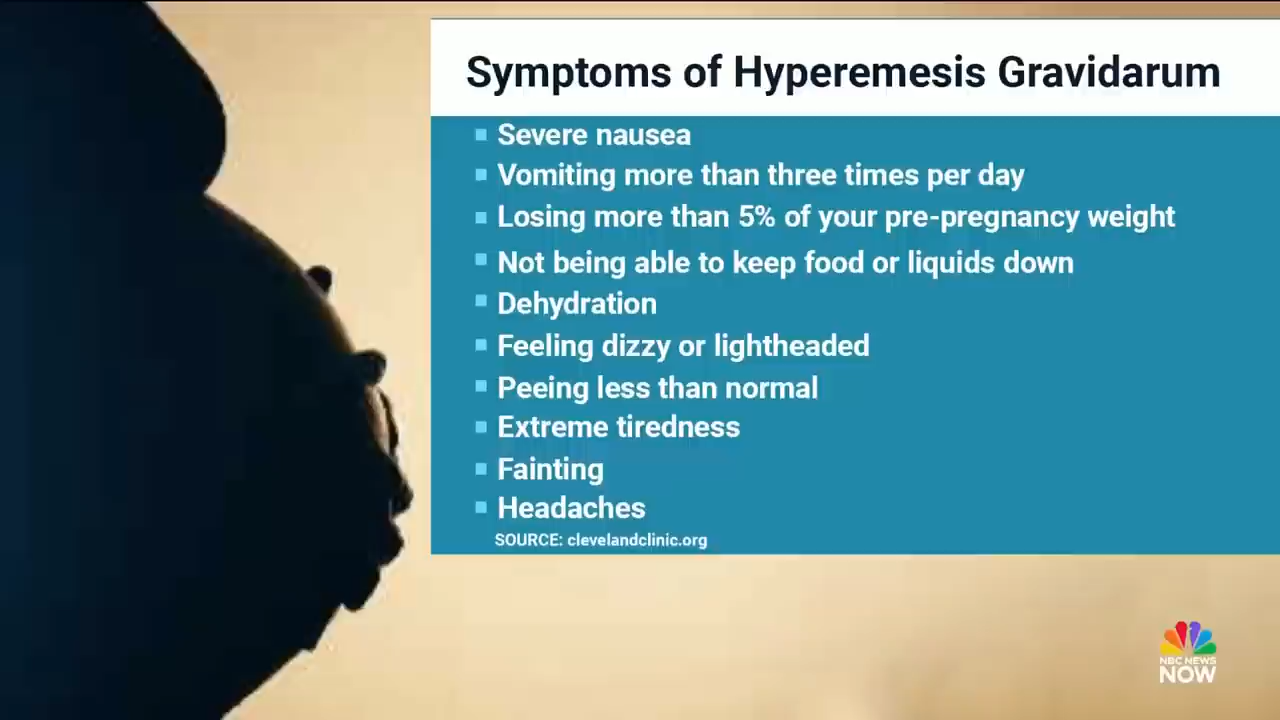 Symptoms of Hyperemesis Gravidarum
Severe nausea
Vomiting more than three times per day
Losing more than 5% of your pre-pregnancy weight
Not being able to keep food or liquids down
Dehydration
Feeling dizzy or lightheaded
Peeing less than normal
Extreme tiredness
Fainting
Headaches
SOURCE: clevelandclinic.org
NBC NEWS
NOW